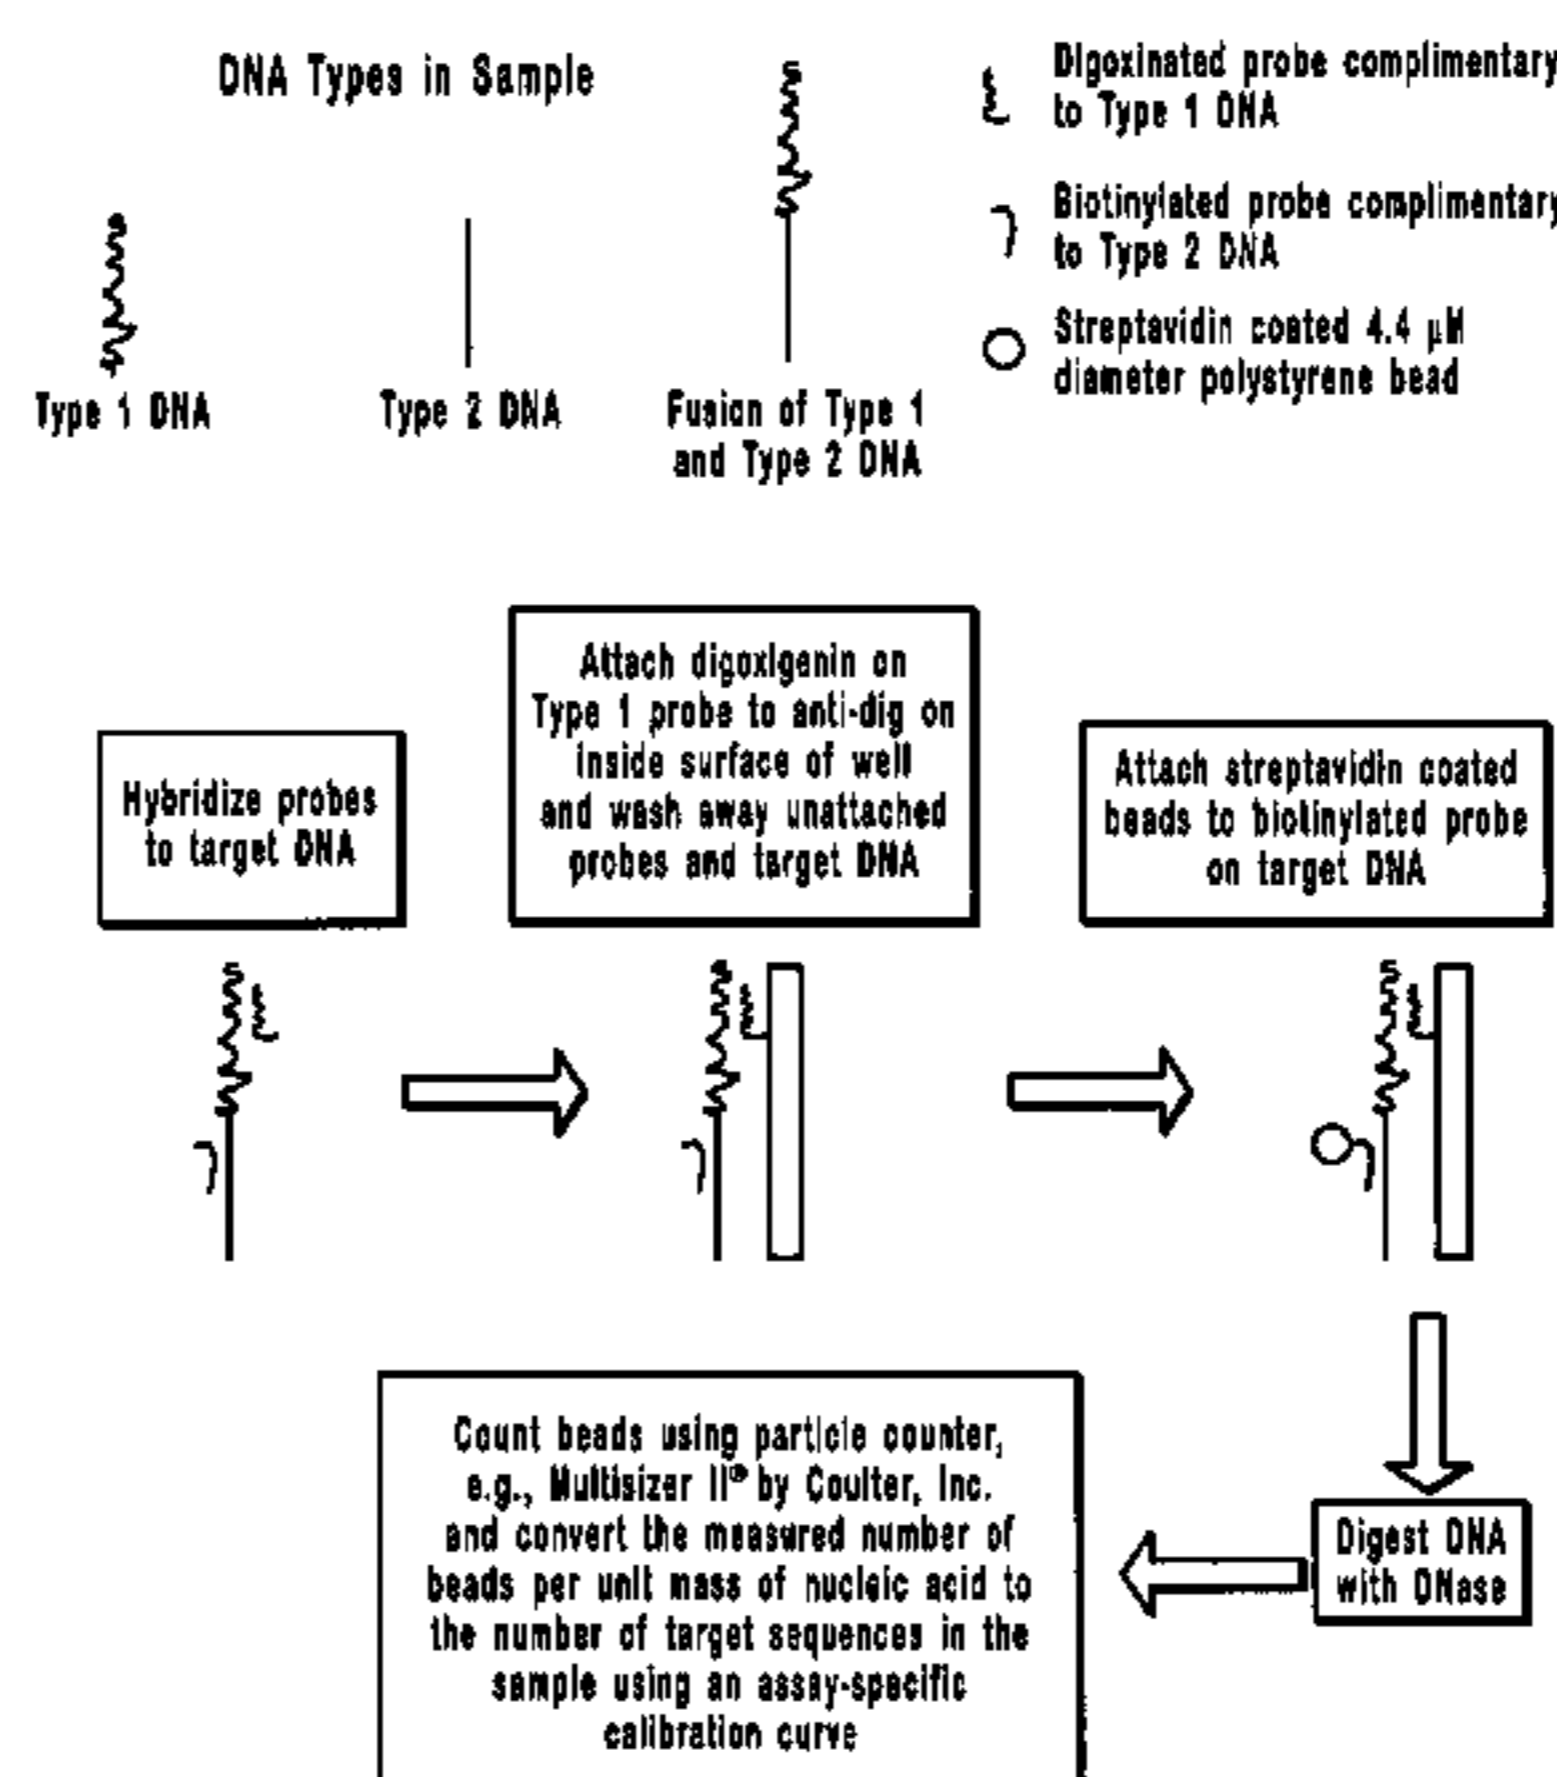 DNA Types in Sample
Digoxinated probe complimentary
to Type 1 DNA
Biotinylated probe complimentary
to Type 2 DNA
Streptavidin coated 4.4 µM
diameter polystyrene bead
Type 1 DNA
Type 2 DNA
Fusion of Type 1
and Type 2 DNA
Hybridize probes
to target DNA
Attach digoxigenin on
Type 1 probe to anti-dig on
inside surface of well
and wash away unattached
probes and target DNA
Attach streptavidin coated
beads to biotinylated probe
on target DNA
Digest DNA
with DNase
Count beads using particle counter,
e.g., Multisizer II® by Coulter, Inc.
and convert the measured number of
beads per unit mass of nucleic acid to
the number of target sequences in the
sample using an assay-specific
calibration curve